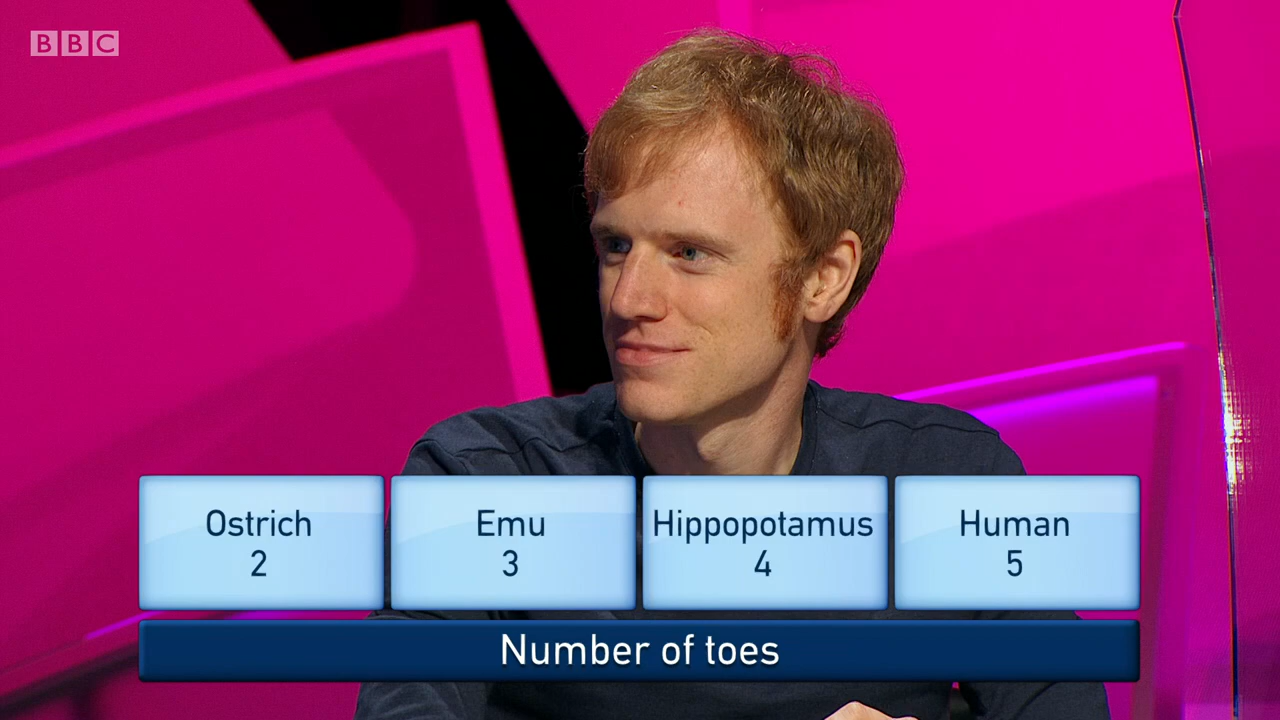 BBC
Ostrich
2
Emu
3
Hippopotamus
4
Human
5
Number of toes